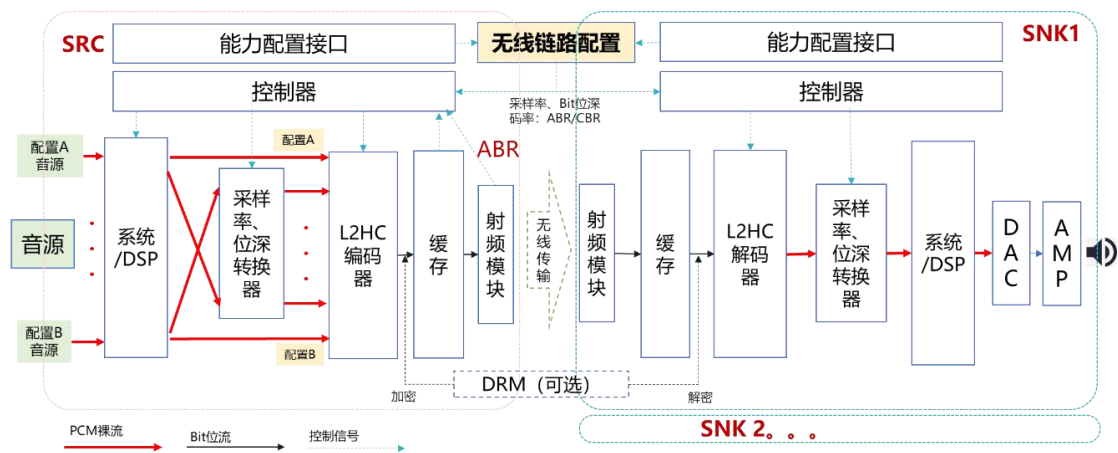 SRC
能力配置接口
无线链路配置
能力配置接口
SNK1
控制器
采样率、Bit位深
码率：ABR/CBR
控制器
配置A
音源
配置A
ABR
音源
系统
/DSP
采样
率、
位深
转换
器
L2HC
编码
器
缓存
射频模块
无线传输
射频模块
缓存
L2HC
解码
器
采样
率、
位深
转换
器
系统
/DSP
DAC
AMP
配置B
音源
配置B
加密
DRM（可选）
解密
SNK 2。。。
PCM裸流
Bit位流
控制信号